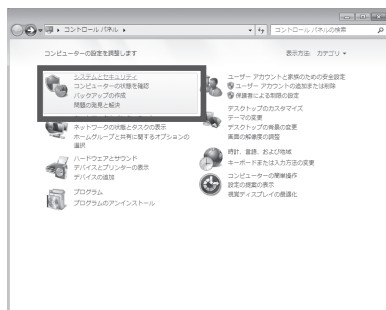 コントロール パネル
コントロール パネルの検索
コンピューターの設定を調整します
表示方法: カテゴリ
システムとセキュリティ
コンピューターの状態を確認
バックアップの作成
問題の発見と解決
ネットワークの状態とタスクの表示
ホームグループと共有に関するオプションの
選択
ハードウェアとサウンド
デバイスとプリンターの表示
デバイスの追加
プログラム
プログラムのアンインストール
ユーザー アカウントと家族のための安全設定
ユーザー アカウントの追加または削除
保護者による制限の設定
デスクトップのカスタマイズ
テーマの変更
デスクトップの背景の変更
画面の解像度の調整
時計、言語、および地域
キーボードまたは入力方法の変更
コンピューターの簡単操作
設定の提案の表示
視覚ディスプレイの最適化